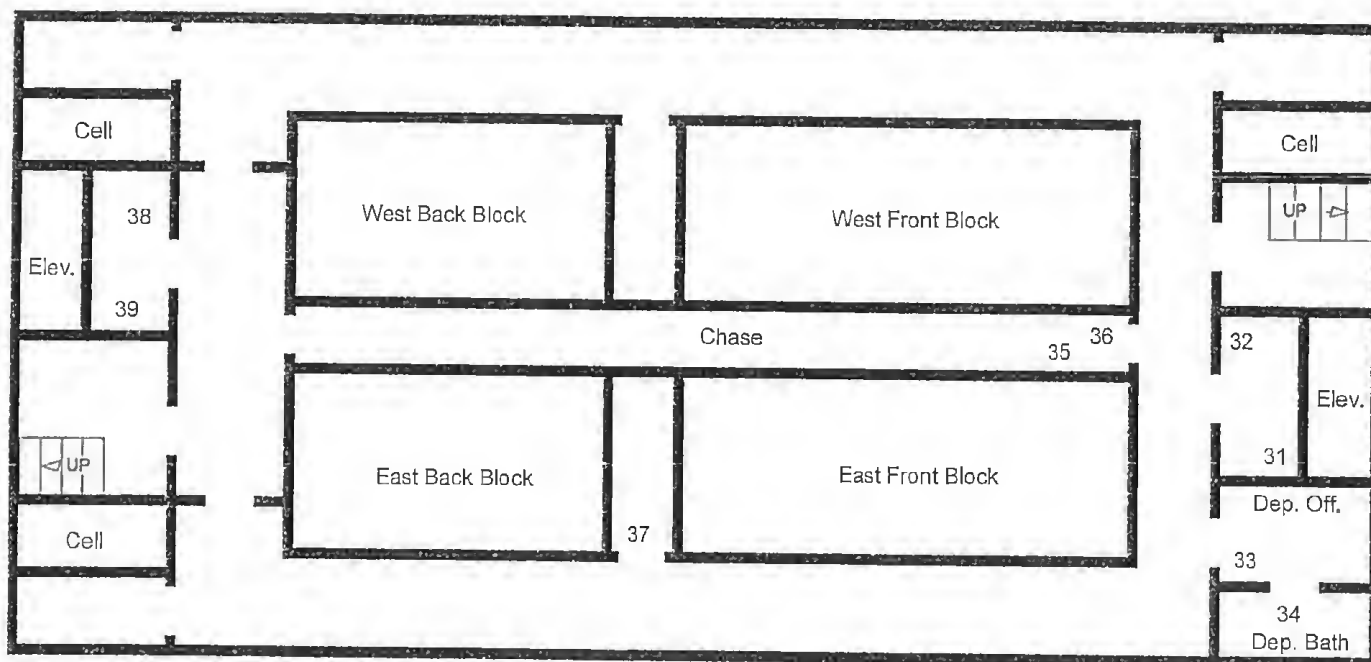 Cell
Cell
38
West Back Block
West Front Block
UP
Elev.
39
Chase
36
35
32
Elev.
UP
East Back Block
East Front Block
31
Dep. Off.
Cell
37
33
34
Dep. Bath